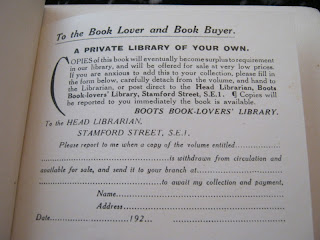 To the Book Lover and Book Buyer.
A PRIVATE LIBRARY OF YOUR OWN.
COPIES of this book will eventually become surplus to requirement
in our library, and will be offered for sale at very low prices.
If you are anxious to add this to your collection, please fill in
the form below, carefully detach from the volume, and hand to
the Librarian, or post direct to the Head Librarian, Boots
Book-lovers' Library, Stamford Street, S.E.1. ¶ Copies will
be reported to you immediately the book is available.
BOOTS BOOK-LOVERS' LIBRARY.
To the HEAD LIBRARIAN,
STAMFORD STREET, S.E.1.
Please report to me when a copy of the volume entitled................
................................................is withdrawn from circulation and
available for sale, and send it to your branch at............................
................................................to await my collection and payment,
Name................................................
Address................................................
Date....................192...